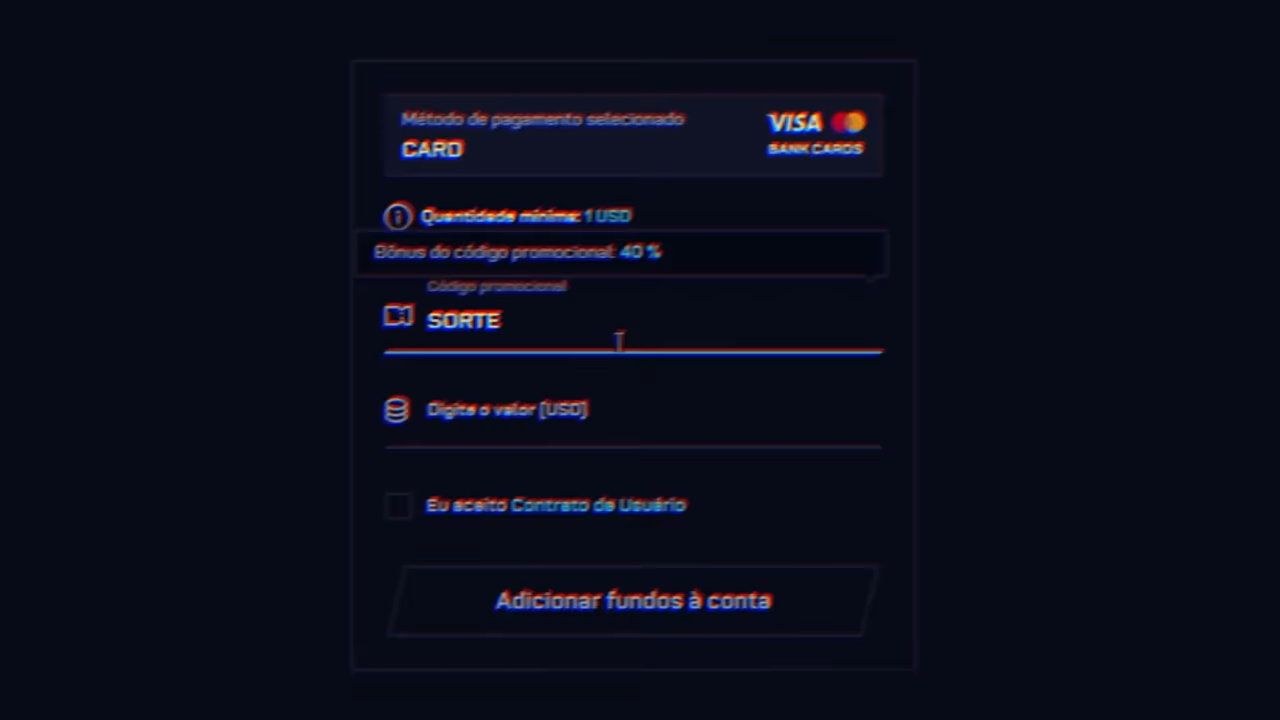 Método de pagamento selecionado
CARD
VISA
BANK CARDS
Quantidade mínima: 1 USD
Bônus do código promocional: 40 %
Código promocional
SORTE
Digite o valor (USD)
Eu aceito Contrato de Usuário
Adicionar fundos à conta